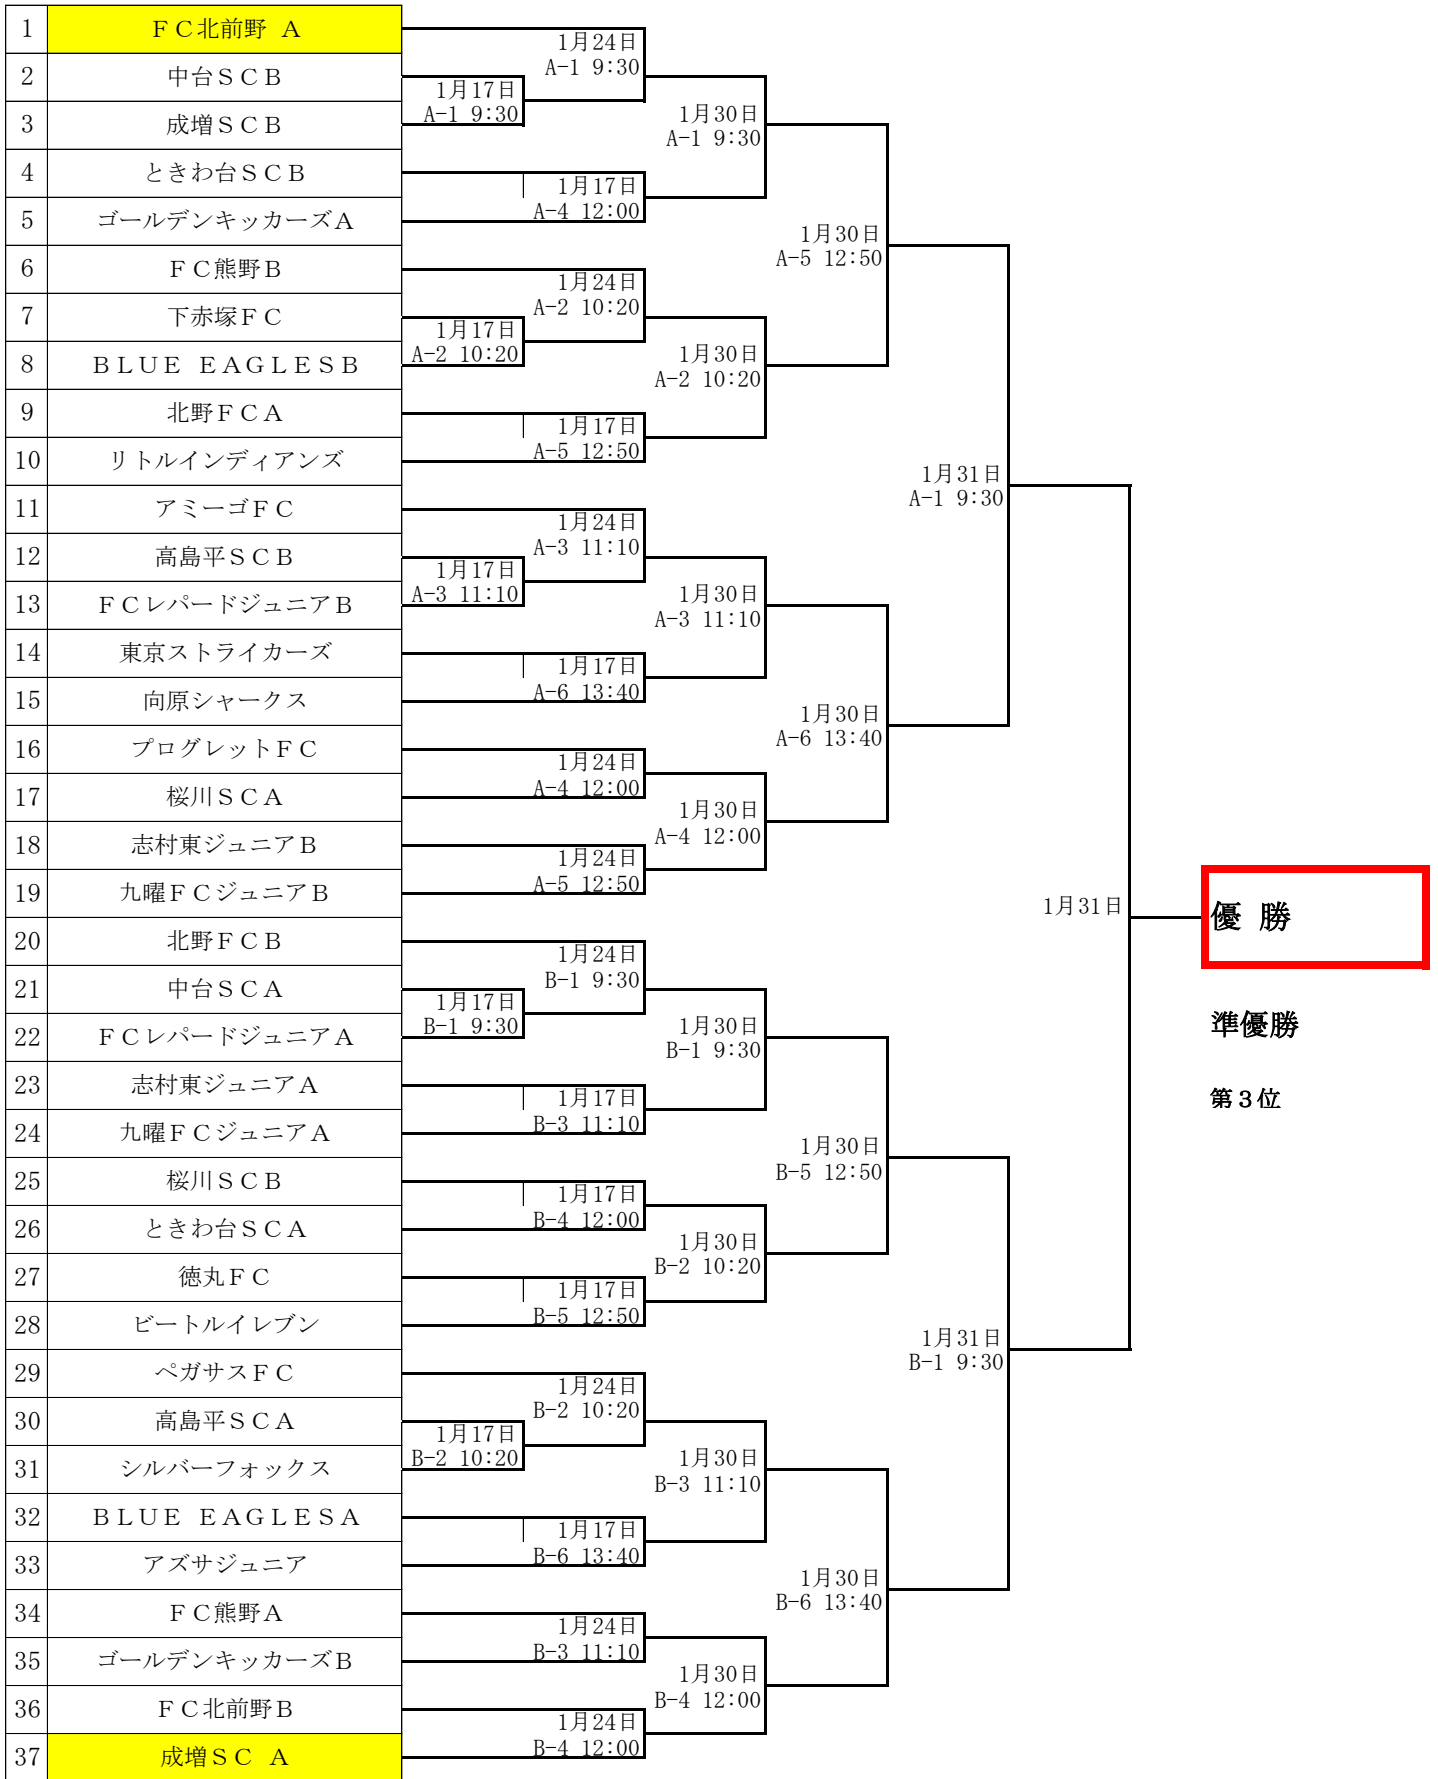 1 ＦＣ北前野 Ａ
2 中台ＳＣＢ
3 成増ＳＣＢ
4 ときわ台ＳＣＢ
5 ゴールデンキッカーズＡ
6 ＦＣ熊野Ｂ
7 下赤塚ＦＣ
8 ＢＬＵＥ ＥＡＧＬＥＳＢ
9 北野ＦＣＡ
10 リトルインディアンズ
11 アミーゴＦＣ
12 高島平ＳＣＢ
13 ＦＣレパードジュニアＢ
14 東京ストライカーズ
15 向原シャークス
16 プログレットＦＣ
17 桜川ＳＣＡ
18 志村東ジュニアＢ
19 九曜ＦＣジュニアＢ
20 北野ＦＣＢ
21 中台ＳＣＡ
22 ＦＣレパードジュニアＡ
23 志村東ジュニアＡ
24 九曜ＦＣジュニアＡ
25 桜川ＳＣＢ
26 ときわ台ＳＣＡ
27 徳丸ＦＣ
28 ビートルイレブン
29 ペガサスＦＣ
30 高島平ＳＣＡ
31 シルバーフォックス
32 ＢＬＵＥ ＥＡＧＬＥＳＡ
33 アズサジュニア
34 ＦＣ熊野Ａ
35 ゴールデンキッカーズＢ
36 ＦＣ北前野Ｂ
37 成増ＳＣ Ａ
1月17日
A-1 9:30
1月17日
A-2 10:20
1月17日
A-3 11:10
1月17日
B-1 9:30
1月17日
B-2 10:20
1月24日
A-1 9:30
1月17日
A-4 12:00
1月24日
A-2 10:20
1月17日
A-5 12:50
1月24日
A-3 11:10
1月17日
A-6 13:40
1月24日
A-4 12:00
1月24日
A-5 12:50
1月24日
B-1 9:30
1月17日
B-3 11:10
1月17日
B-4 12:00
1月17日
B-5 12:50
1月24日
B-2 10:20
1月17日
B-6 13:40
1月24日
B-3 11:10
1月24日
B-4 12:00
1月30日
A-1 9:30
1月30日
A-2 10:20
1月30日
A-3 11:10
1月30日
A-4 12:00
1月30日
B-1 9:30
1月30日
B-2 10:20
1月30日
B-3 11:10
1月30日
B-4 12:00
1月30日
A-5 12:50
1月30日
A-6 13:40
1月30日
B-5 12:50
1月30日
B-6 13:40
1月31日
A-1 9:30
1月31日
B-1 9:30
1月31日
優 勝
準優勝
第３位